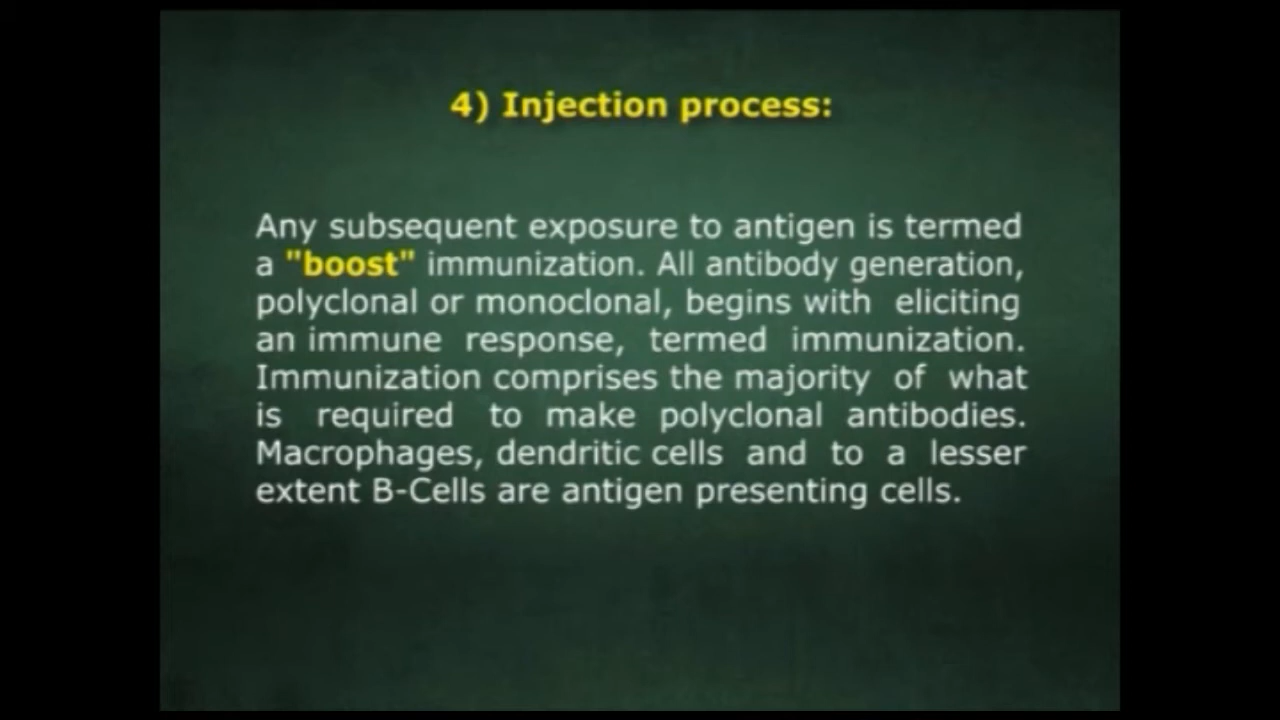 4) Injection process:
Any subsequent exposure to antigen is termed
a "boost" immunization. All antibody generation,
polyclonal or monoclonal, begins with eliciting
an immune response, termed immunization.
Immunization comprises the majority of what
is required to make polyclonal antibodies.
Macrophages, dendritic cells and to a lesser
extent B-Cells are antigen presenting cells.